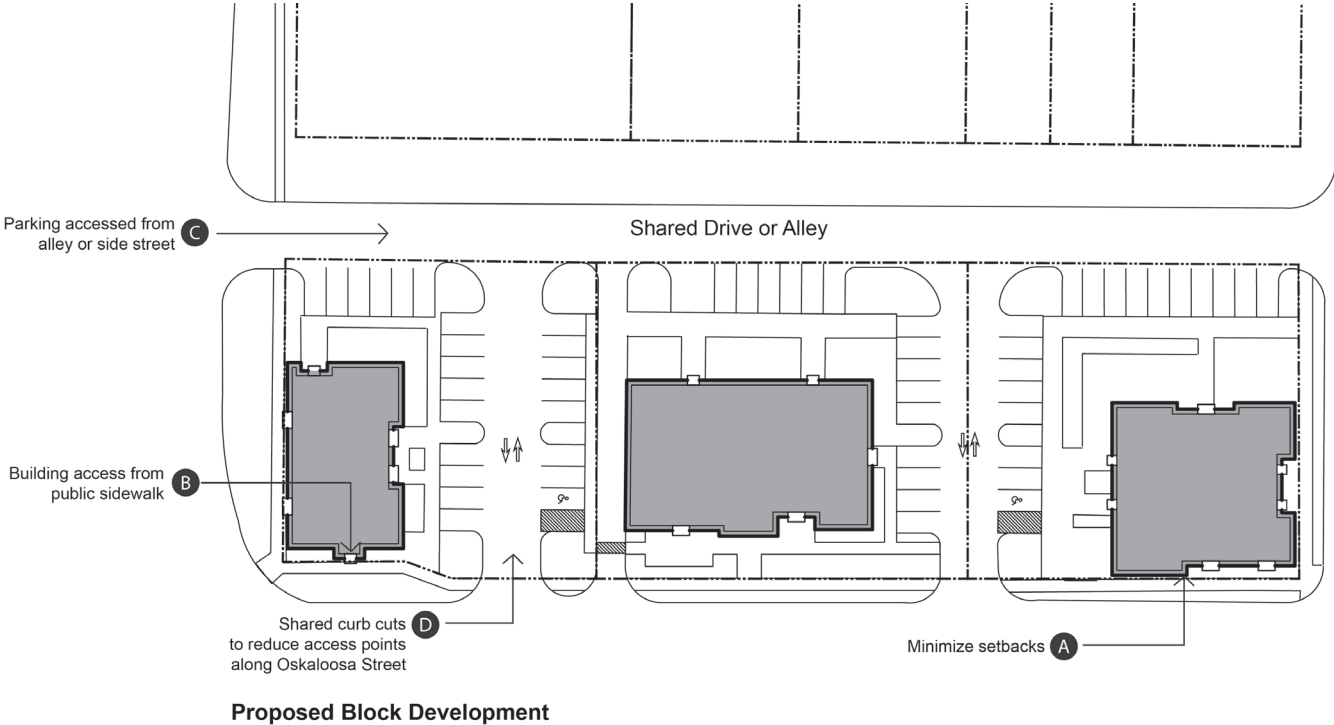 Parking accessed from
alley or side street
C
Shared Drive or Alley
Building access from
public sidewalk
B
Shared curb cuts
to reduce access points
along Oskaloosa Street
D
Minimize setbacks
A
Proposed Block Development